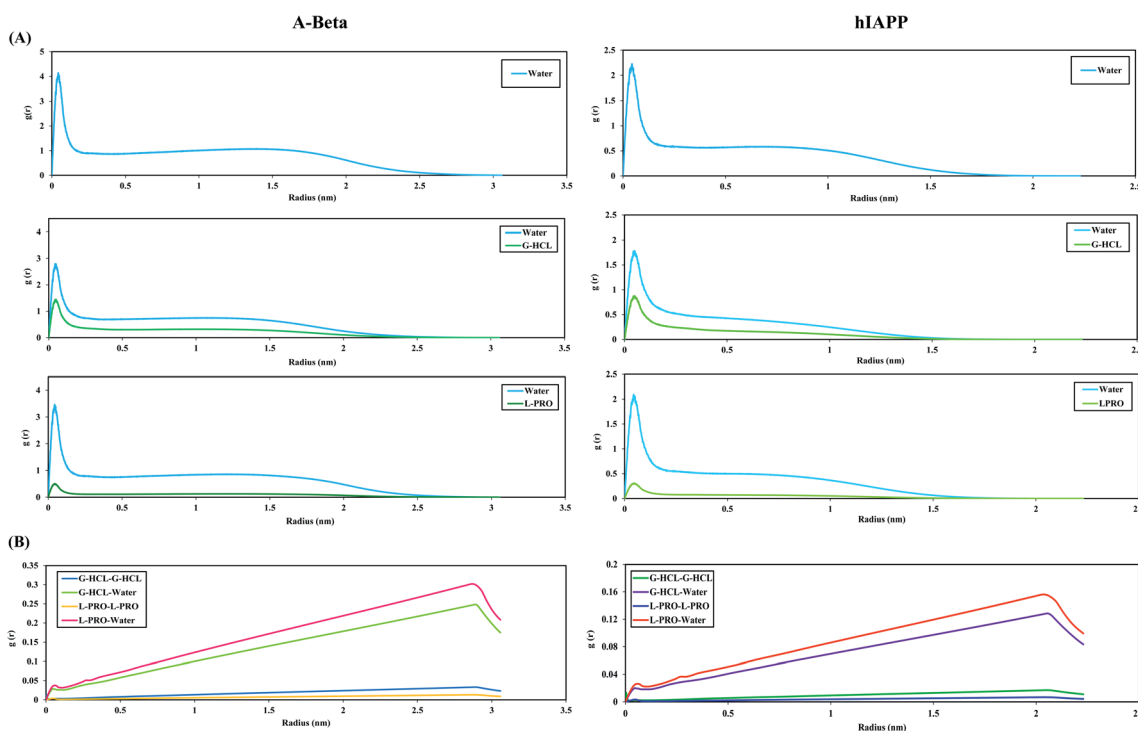 A-Beta
hIAPP
(A)
5
4
3
2
1
0
g(r)
0
0.5
1
1.5
2
2.5
3
3.5
Radius (nm)
Water
2.5
2
1.5
1
0.5
0
g (r)
0
0.5
1
1.5
2
2.5
Radius (nm)
Water
4
3
2
1
0
g (r)
0
0.5
1
1.5
2
2.5
3
3.5
Radius (nm)
Water
G-HCL
2.5
2
1.5
1
0.5
0
g (r)
0
0.5
1
1.5
2
2.5
Radius (nm)
Water
G-HCL
4
3
2
1
0
g (r)
0
0.5
1
1.5
2
2.5
3
3.5
Radius (nm)
Water
L-PRO
2.5
2
1.5
1
0.5
0
g (r)
0
0.5
1
1.5
2
2.5
Radius (nm)
Water
LPRO
(B)
0.35
0.3
0.25
0.2
0.15
0.1
0.05
0
g(r)
0
0.5
1
1.5
2
2.5
3
3.5
Radius (nm)
G-HCL-G-HCL
G-HCL-Water
L-PRO-L-PRO
L-PRO-Water
0.2
0.16
0.12
0.08
0.04
0
g(r)
0
0.5
1
1.5
2
2.5
Radius (nm)
G-HCL-G-HCL
G-HCL-Water
L-PRO-L-PRO
L-PRO-Water